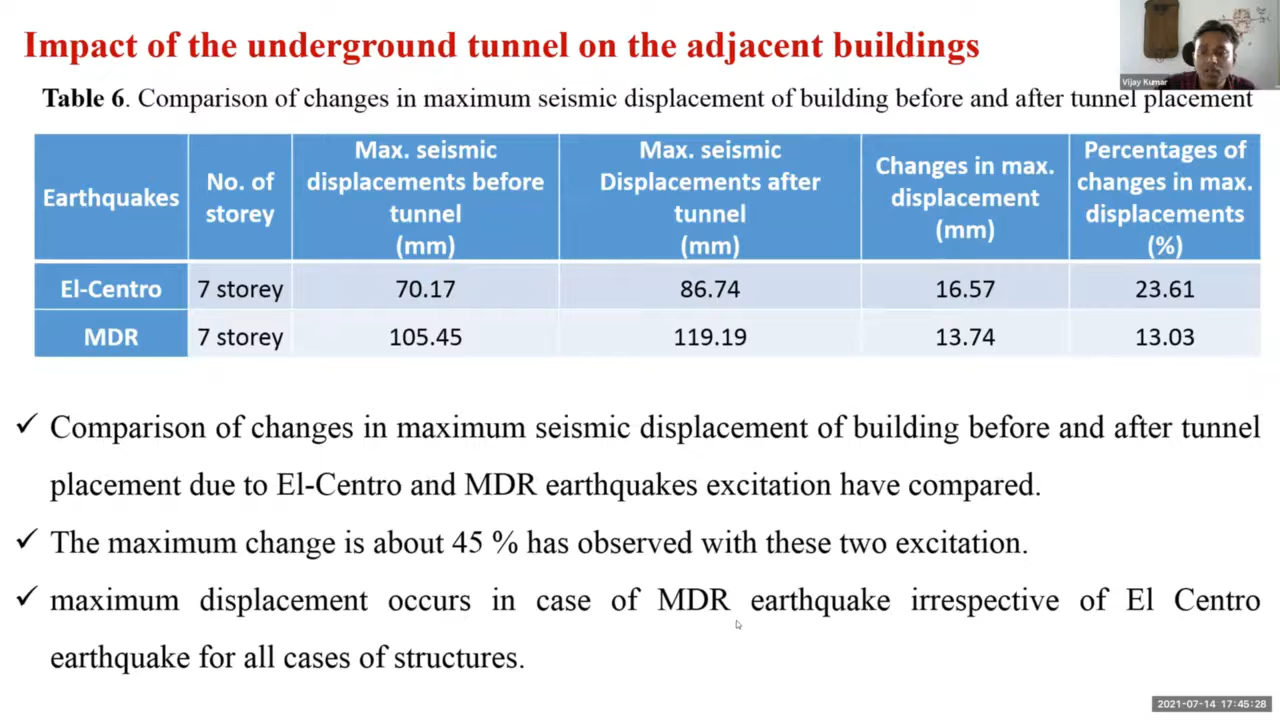 Impact of the underground tunnel on the adjacent buildings
Vijay Kumar
Table 6. Comparison of changes in maximum seismic displacement of building before and after tunnel placement
Earthquakes
No. of
storey
Max. seismic
displacements before
tunnel
(mm)
Max. seismic
Displacements after
tunnel
(mm)
Changes in max.
displacement
(mm)
Percentages of
changes in max.
displacements
(%)
El-Centro 7 storey 70.17 86.74 16.57 23.61
MDR 7 storey 105.45 119.19 13.74 13.03
✓ Comparison of changes in maximum seismic displacement of building before and after tunnel
placement due to El-Centro and MDR earthquakes excitation have compared.
✓ The maximum change is about 45 % has observed with these two excitation.
✓ maximum displacement occurs in case of MDR earthquake irrespective of El Centro
earthquake for all cases of structures.
2021-07-14 17:45:28